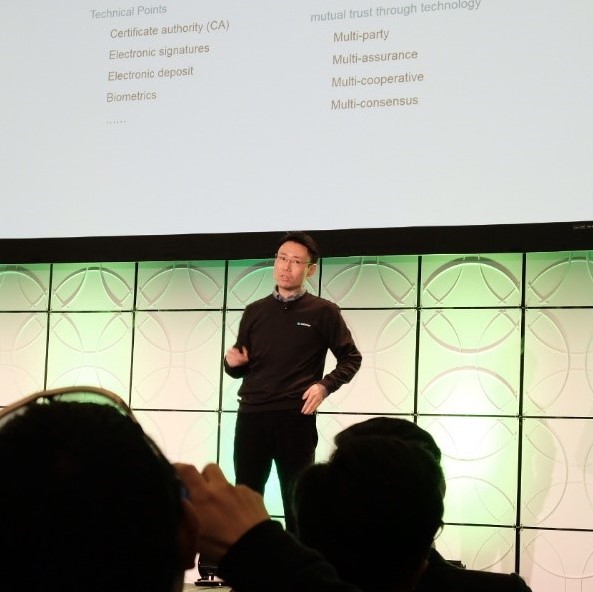 Technical Points
Certificate authority (CA)
Electronic signatures
Electronic deposit
Biometrics
......
mutual trust through technology
Multi-party
Multi-assurance
Multi-cooperative
Multi-consensus